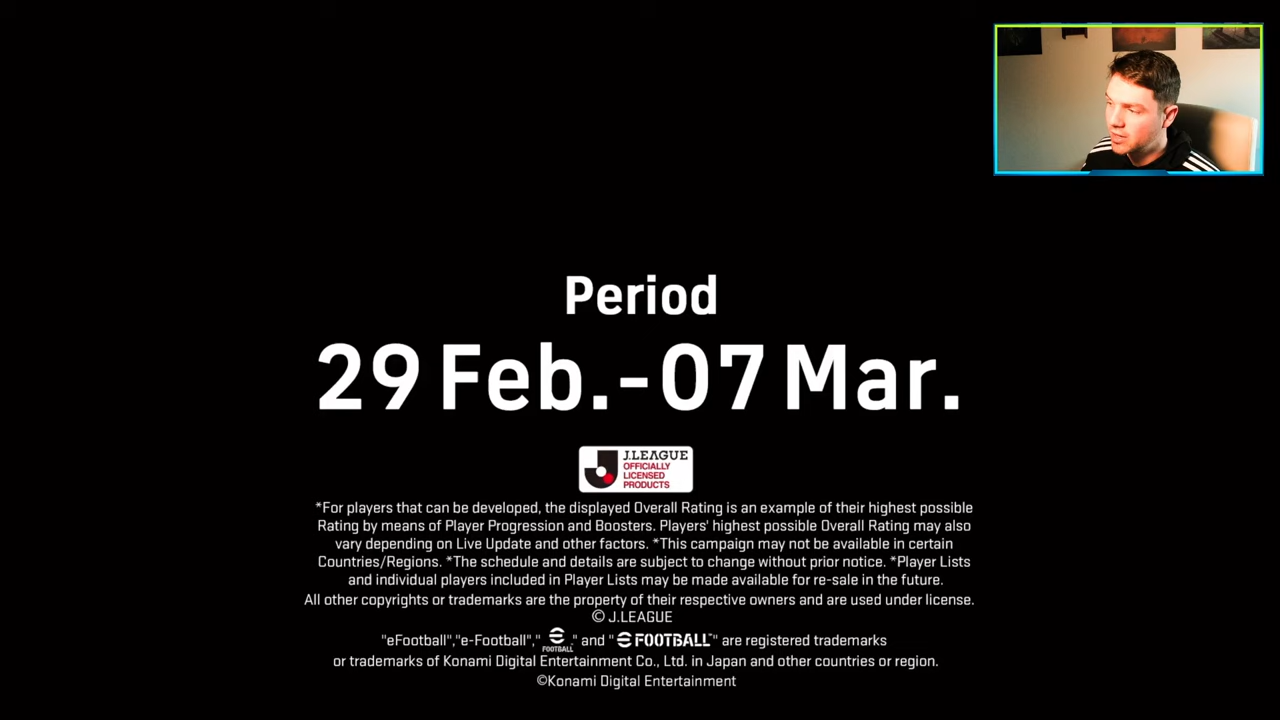 Period
29 Feb.-07 Mar.
J.LEAGUE
OFFICIALLY
LICENSED
PRODUCTS
*For players that can be developed, the displayed Overall Rating is an example of their highest possible
Rating by means of Player Progression and Boosters. Players' highest possible Overall Rating may also
vary depending on Live Update and other factors. *This campaign may not be available in certain
Countries/Regions. *The schedule and details are subject to change without prior notice. *Player Lists
and individual players included in Player Lists may be made available for re-sale in the future.
All other copyrights or trademarks are the property of their respective owners and are used under license.
© J.LEAGUE
"eFootball","e-Football"," e FOOTBALL " and " eFOOTBALL™" are registered trademarks
or trademarks of Konami Digital Entertainment Co., Ltd. in Japan and other countries or region.
©Konami Digital Entertainment